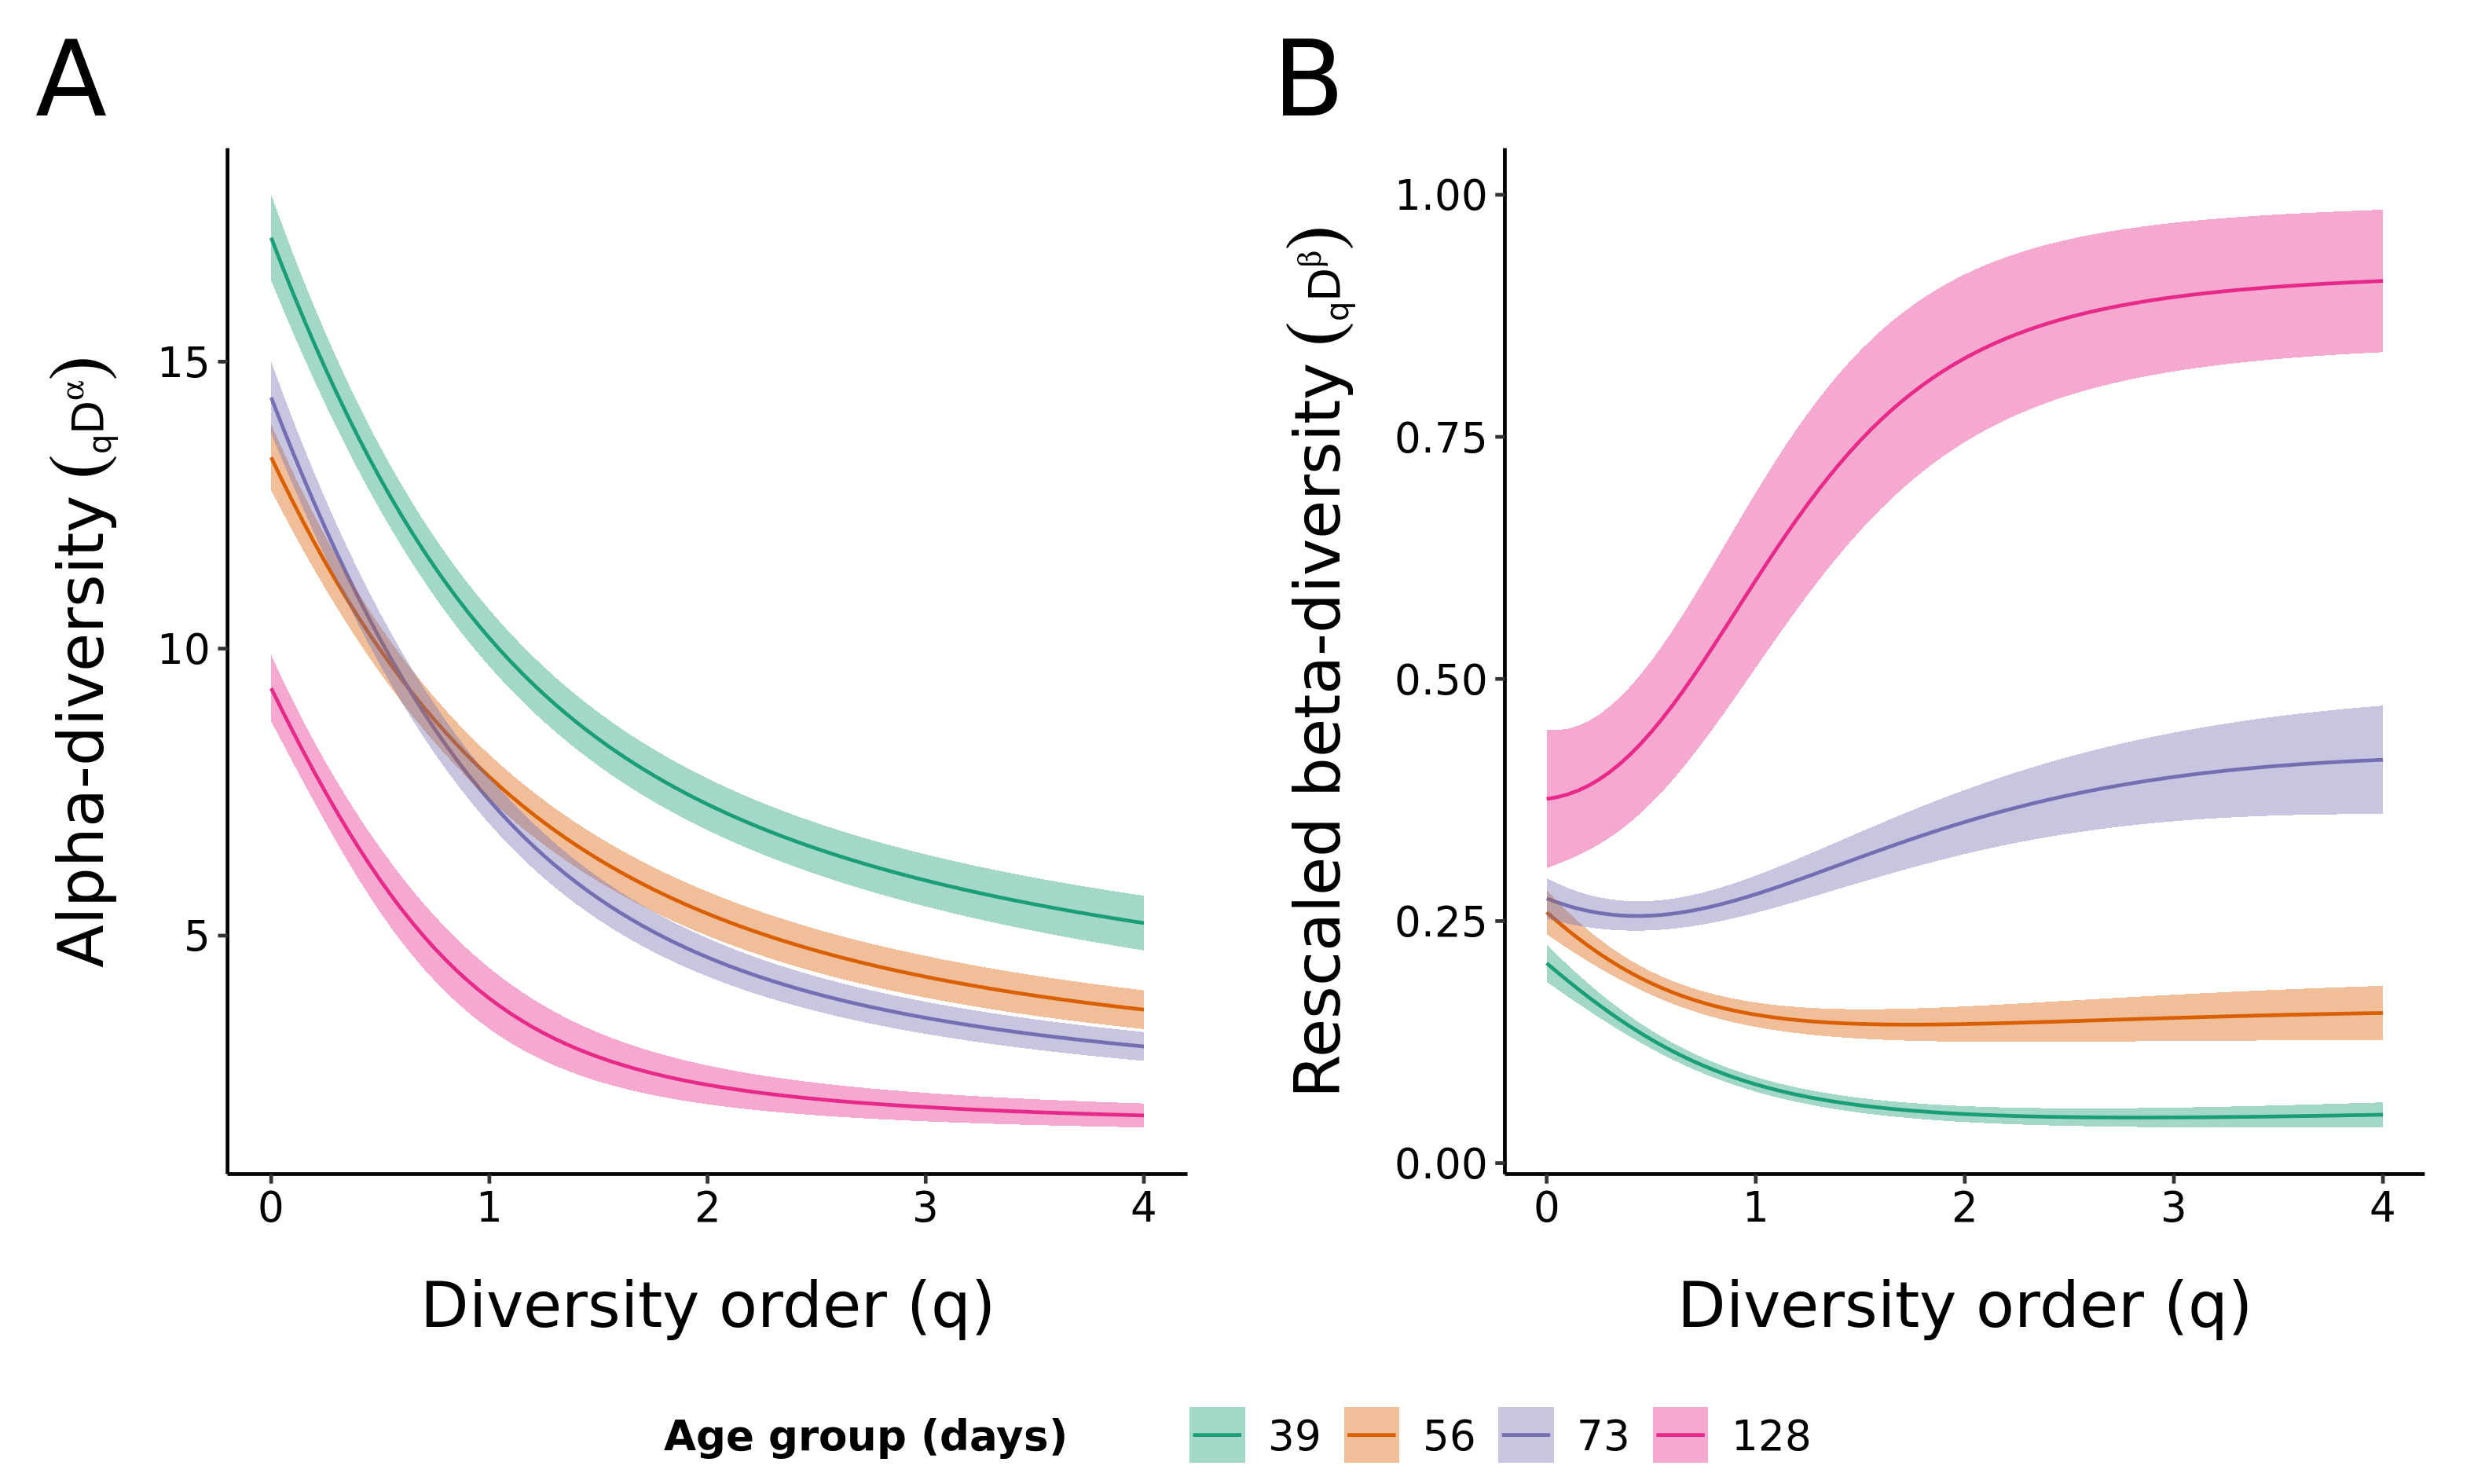 A
B
Alpha-diversity (qDα)
15
10
5
0 1 2 3 4
Diversity order (q)
Rescaled beta-diversity (qDβ)
1.00
0.75
0.50
0.25
0.00
0 1 2 3 4
Diversity order (q)
Age group (days) 39 56 73 128